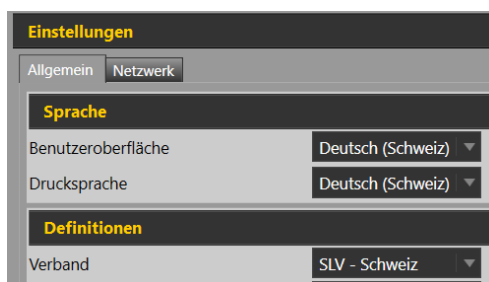 Einstellungen
Allgemein Netzwerk
Sprache
Benutzeroberfläche Deutsch (Schweiz)
Drucksprache Deutsch (Schweiz)
Definitionen
Verband SLV - Schweiz